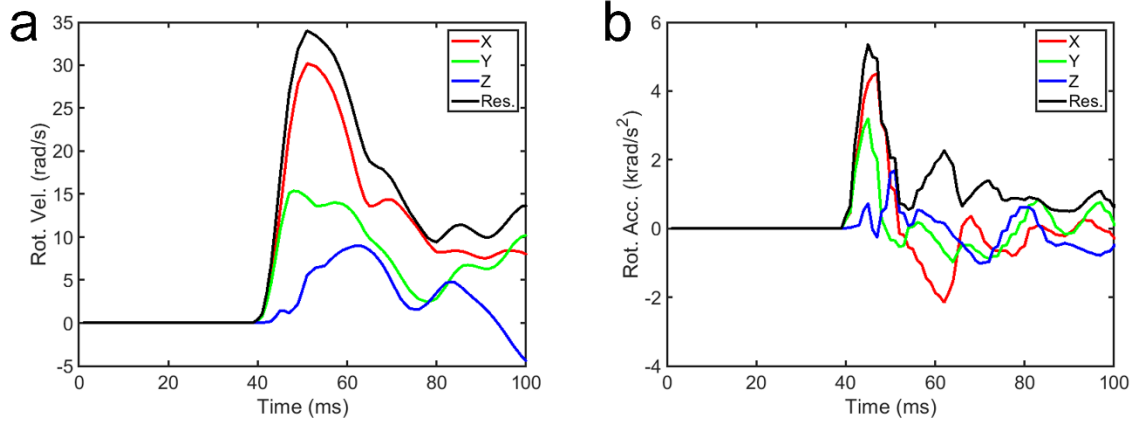 a
35
30
25
20
15
10
5
0
-5
Rot. Vel. (rad/s)
X
Y
Z
Res.
0 20 40 60 80 100
Time (ms)
b
6
4
2
0
-2
-4
Rot. Acc. (krad/s²)
X
Y
Z
Res.
0 20 40 60 80 100
Time (ms)